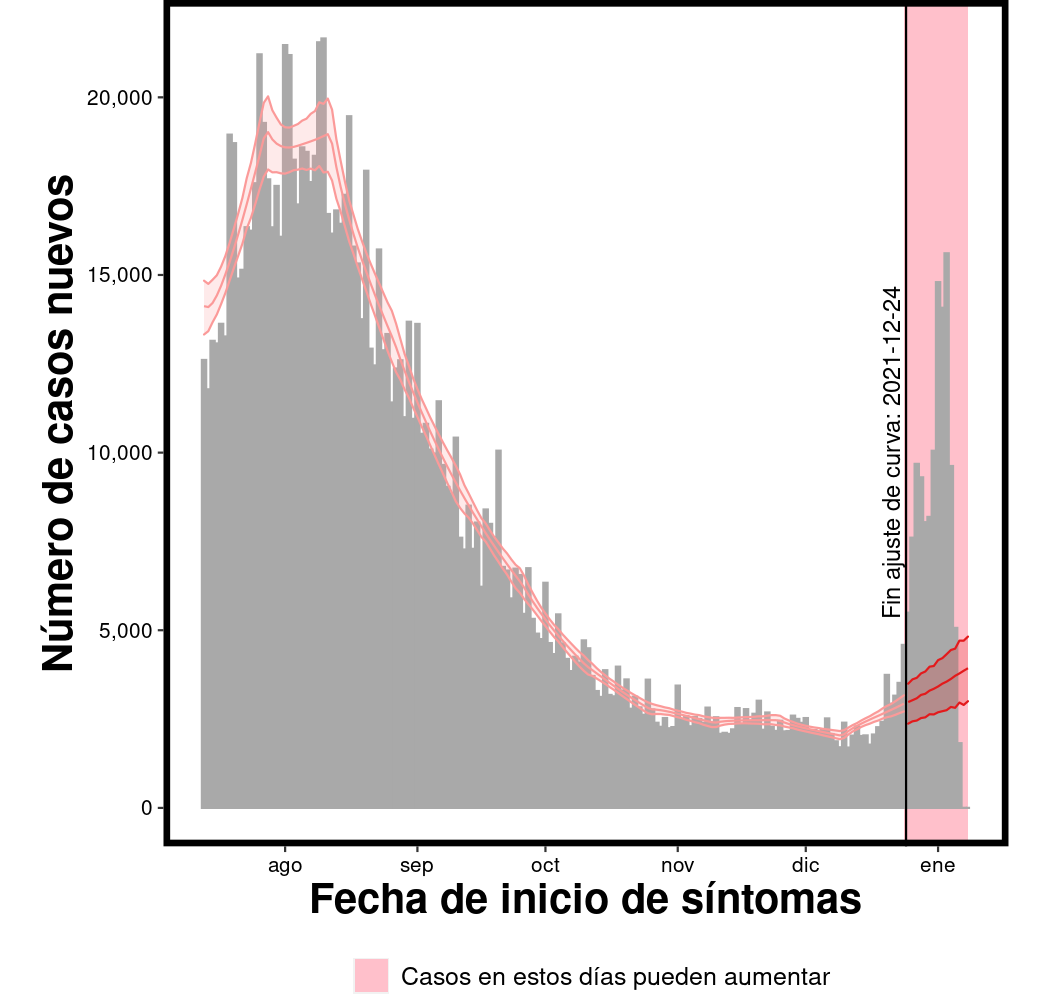 Número de casos nuevos
20,000
15,000
10,000
5,000
0
Fin ajuste de curva: 2021-12-24
ago sep oct nov dic ene
Fecha de inicio de síntomas
Casos en estos días pueden aumentar